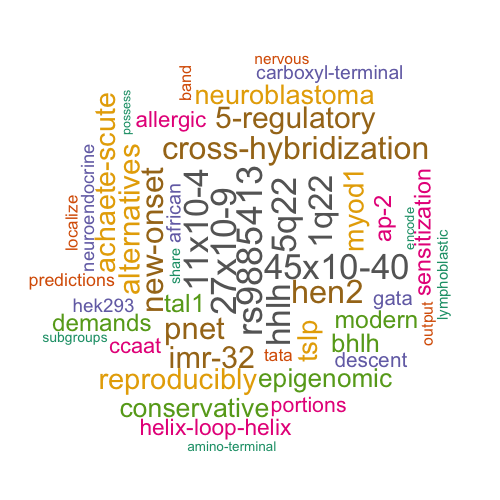 nervous
carboxyl-terminal
band
neuroblastoma
possess
allergic
5-regulatory
achaete-scute
cross-hybridization
neuroendocrine
alternatives
new-onset
african
11x10-4
27x10-9
rs9885413
5q22
1q22
myod1
ap-2
sensitization
encode
localize
share
45x10-40
lymphoblastic
predictions
hek293
tal1
hhlh
hen2
gata
output
demands
pnet
tslp
modern
subgroups
ccaat
imr-32
tata
bhlh
descent
reproducibly
epigenomic
conservative
portions
helix-loop-helix
amino-terminal